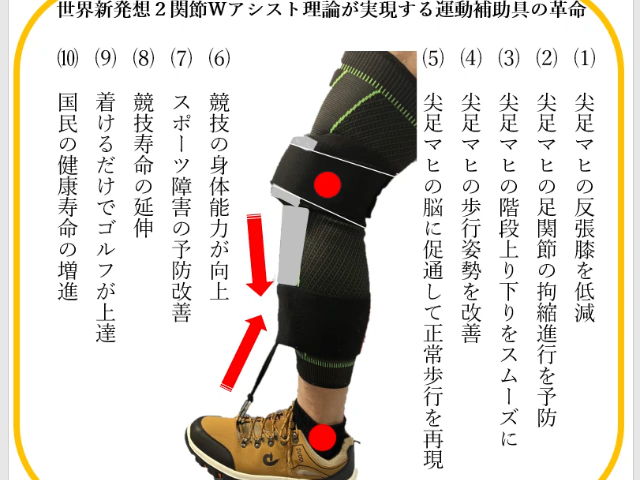 世界新発想２関節Wアシスト理論が実現する運動補助具の革命
(1) 尖足マヒの反張膝を低減
(2) 尖足マヒの足関節の拘縮進行を予防
(3) 尖足マヒの階段上り下りをスムーズに
(4) 尖足マヒの歩行姿勢を改善
(5) 尖足マヒの脳に促通して正常歩行を再現
(6) 競技の身体能力が向上
(7) スポーツ障害の予防改善
(8) 競技寿命の延伸
(9) 着けるだけでゴルフが上達
(10) 国民の健康寿命の増進